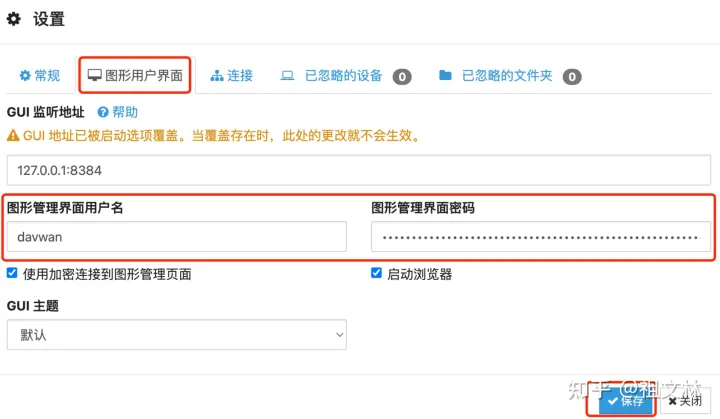 设置
常规 图形用户界面 连接 已忽略的设备 0 已忽略的文件夹 0
GUI 监听地址 帮助
GUI 地址已被启动选项覆盖。当覆盖存在时，此处的更改就不会生效。
127.0.0.1:8384
图形管理界面用户名 图形管理界面密码
davwan
使用加密连接到图形管理页面 启动浏览器
GUI 主题
默认
知乎 @祖文林
保存 关闭